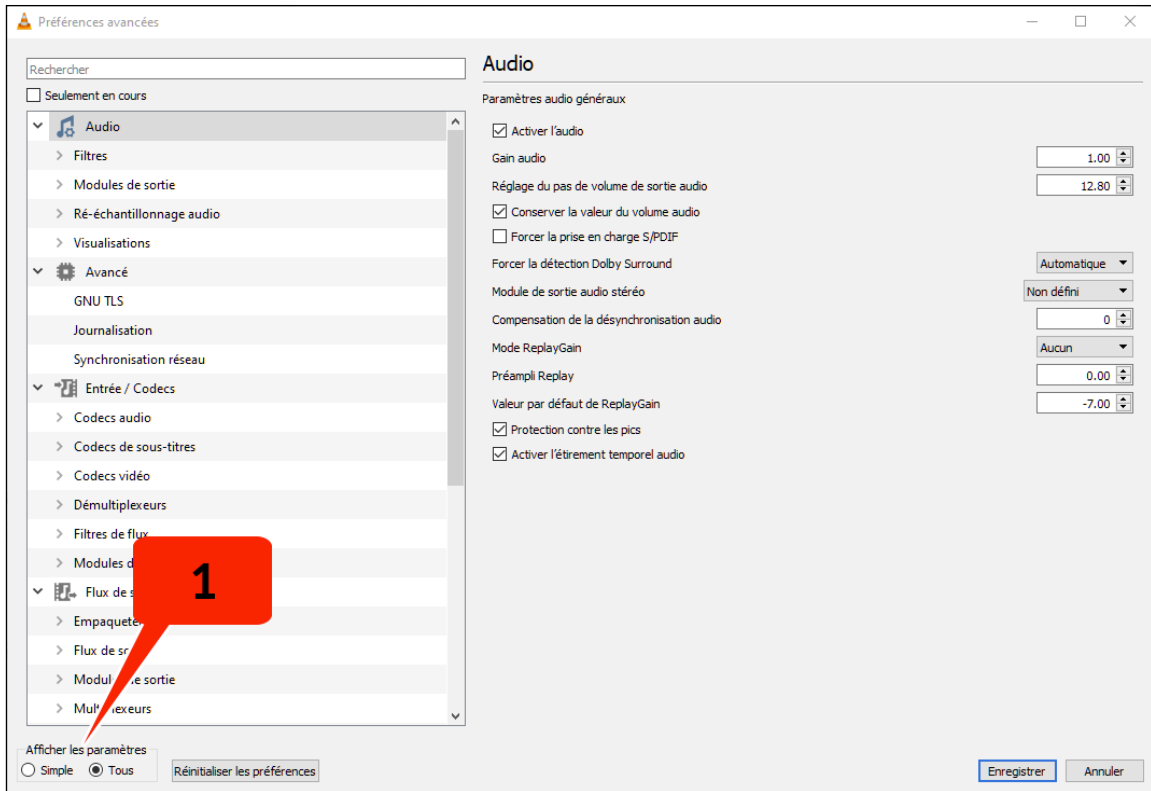 Préférences avancées
Rechercher
Seulement en cours
Audio
Filtres
Modules de sortie
Ré-échantillonnage audio
Visualisations
Avancé
GNU TLS
Journalisation
Synchronisation réseau
Entrée / Codecs
Codecs audio
Codecs de sous-titres
Codecs vidéo
Démultiplexeurs
Filtres de flux
Modules
Flux de
1
Flux de
de sortie
Afficher les paramètres
Simple
Tous
Réinitialiser les préférences
Audio
Paramètres audio généraux
Activer l'audio
Gain audio 1.00
Réglage du pas de volume de sortie audio 12.80
Conserver la valeur du volume audio
Forcer la prise en charge S/PDIF
Forcer la détection Dolby Surround Automatique
Module de sortie audio stéréo Non défini
Compensation de la désynchronisation audio 0
Mode ReplayGain Aucun
Préampli Replay 0.00
Valeur par défaut de ReplayGain -7.00
Protection contre les pics
Activer l'étirement temporel audio
Enregistrer
Annuler